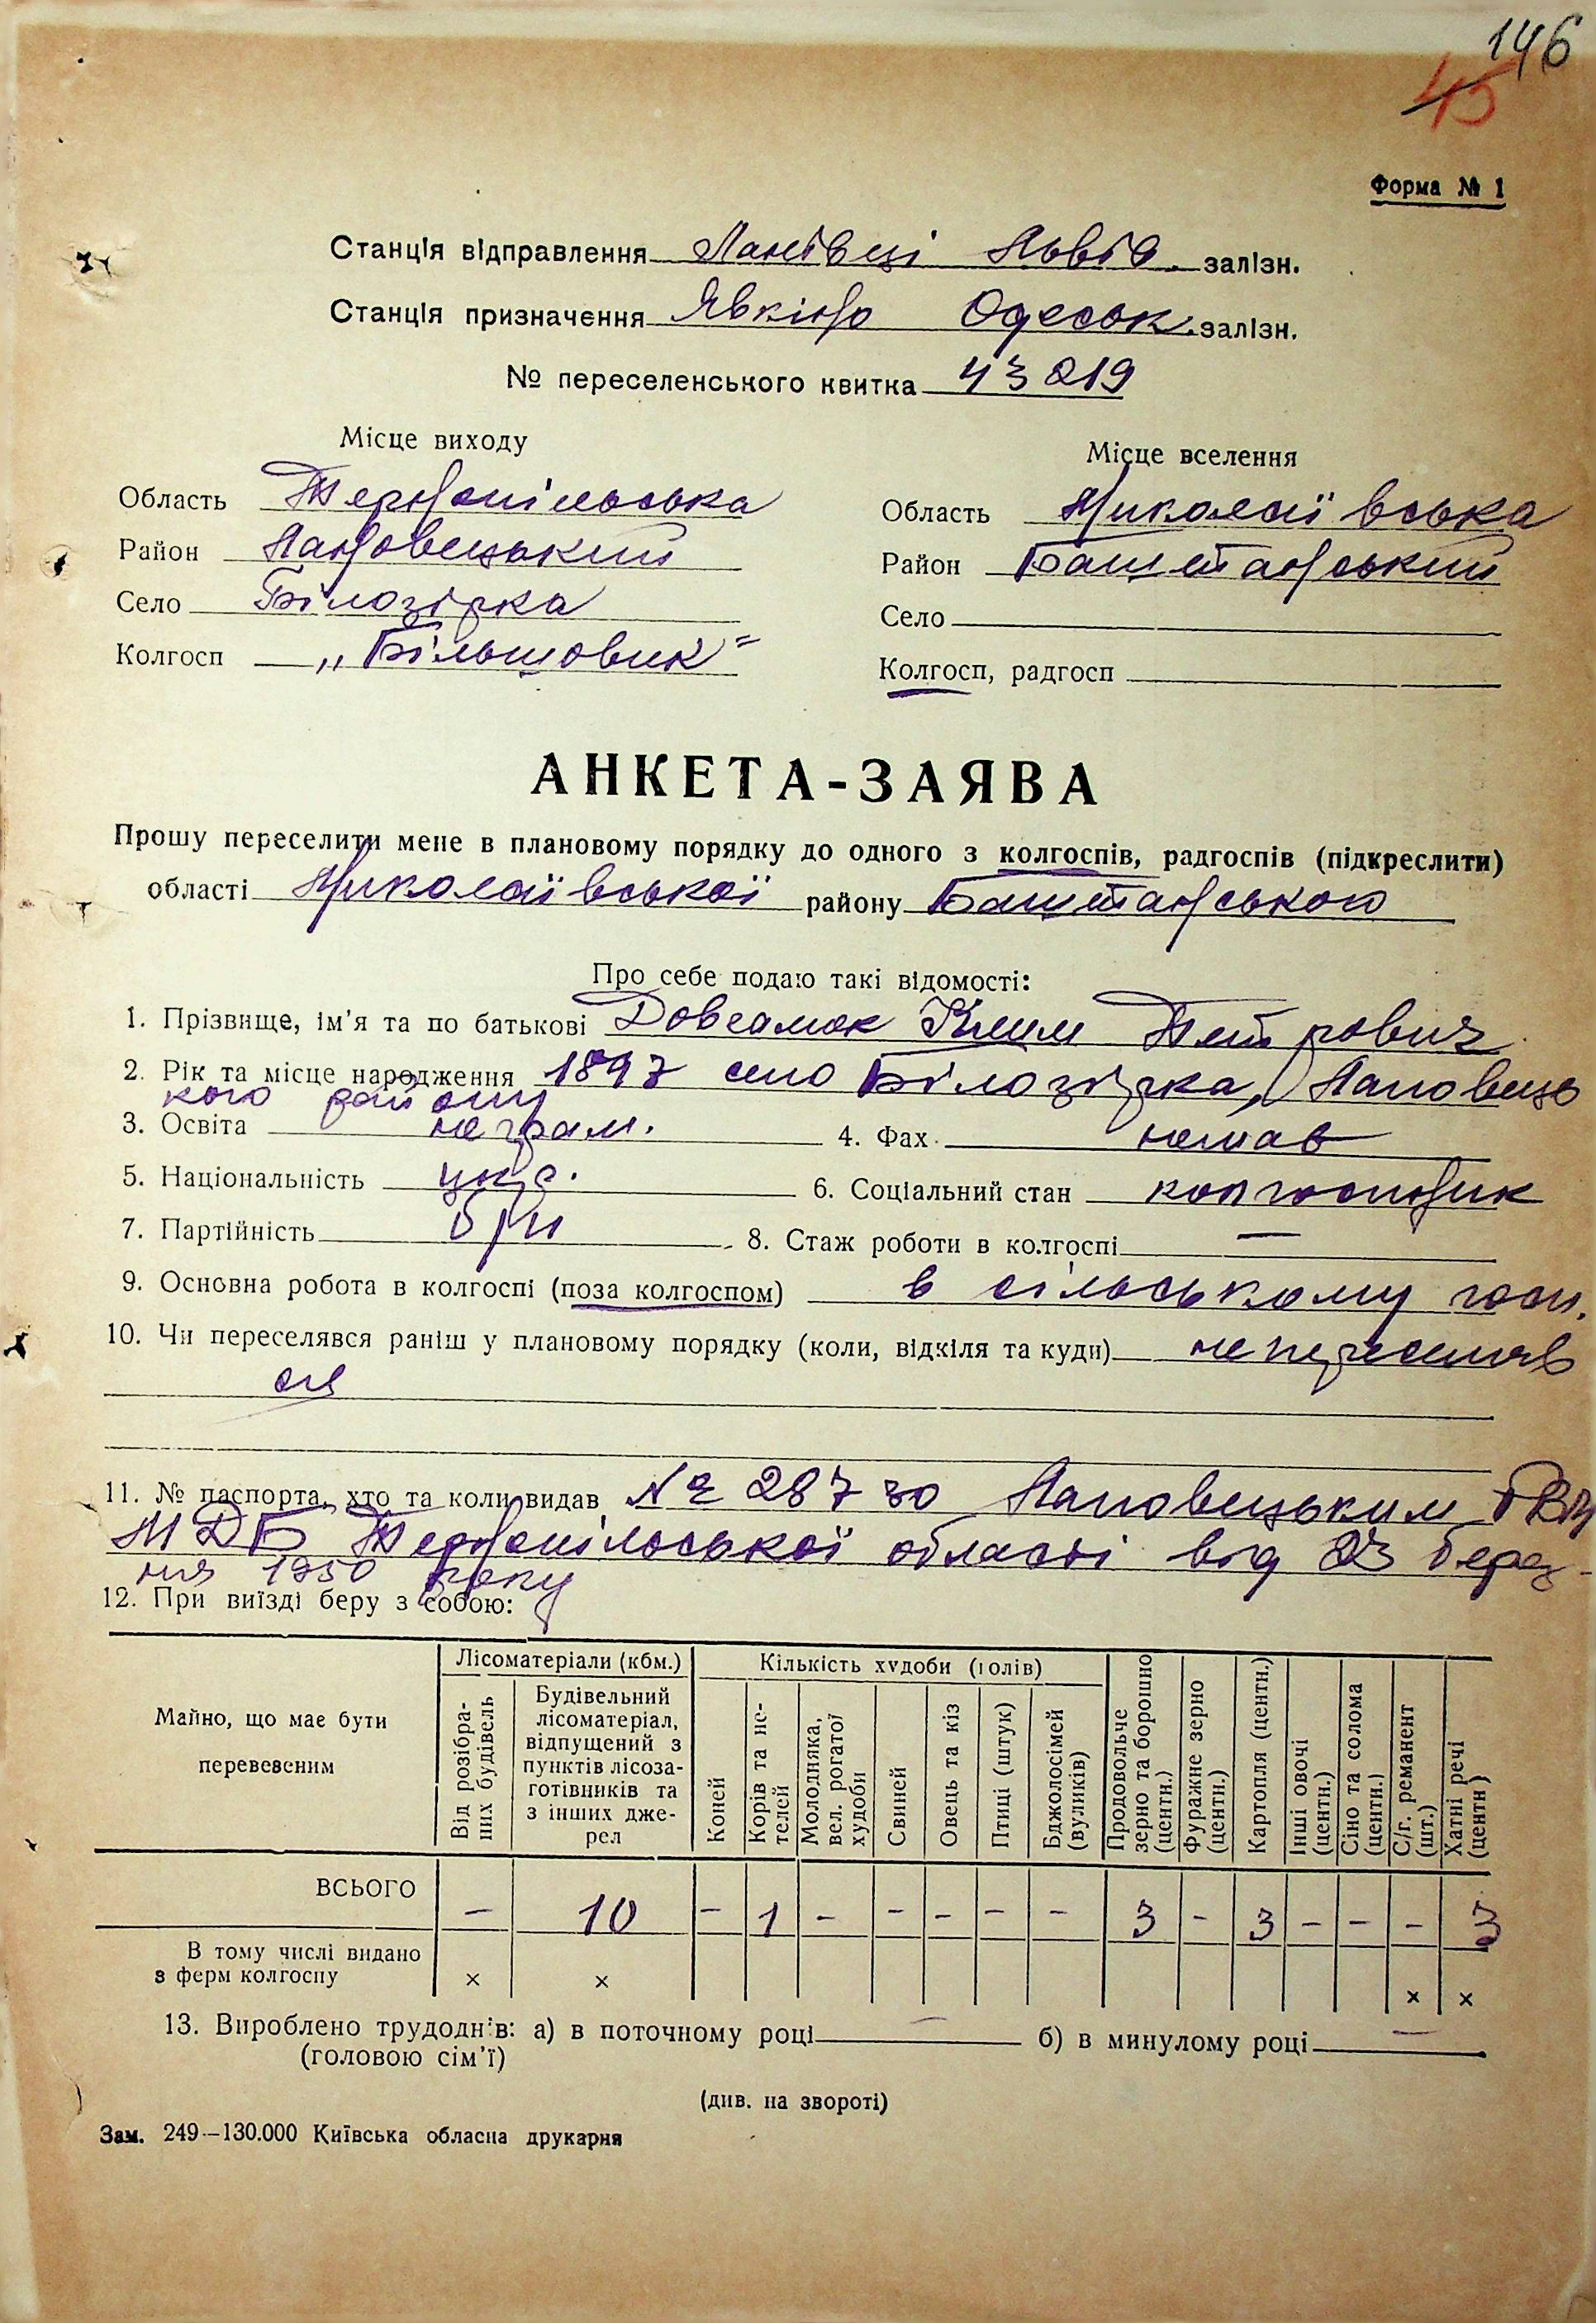 146
45
Форма № 1
Станція відправлення Лановці Львів. залізн.
Станція призначення Явкіно Одеськ. залізн.
№ переселенського квитка 43219
Місце виходу
Область Тернопільська
Район Лановецький
Село Білозірка
Колгосп „Більшовик"
Місце вселення
Область Миколаївська
Район Баштанський
Село
Колгосп, радгосп
АНКЕТА-ЗАЯВА
Прошу переселити мене в плановому порядку до одного з колгоспів, радгоспів (підкреслити)
області Миколаївської району Баштанського
Про себе подаю такі відомості:
1. Прізвище, ім'я та по батькові Довгалюк Клим Петрович
2. Рік та місце народження 1897 село Білозірка, Лановець
кого району
3. Освіта неграм. 4. Фах немає
5. Національність укр. 6. Соціальний стан колгоспник
7. Партійність б/п 8. Стаж роботи в колгоспі —
9. Основна робота в колгоспі (поза колгоспом) в сільському госп.
10. Чи переселявся раніш у плановому порядку (коли, відкіля та куди) не переселяв
ся
11. № паспорта, хто та коли видав № 28730 Лановецьким РВ
МДБ Тернопільської області від 23 берез-
ня 1950 року
12. При виїзді беру з собою:
Майно, що має бути перевезеним
Лісоматеріали (кбм.)
Від розібраних будівель
Будівельний лісоматеріал, відпущений з пунктів лісозаготівників та з інших джерел
Кількість худоби (голів)
Коней
Корів та нетелей
Молодняка, вел. рогатої худоби
Свиней
Овець та кіз
Птиці (штук)
Бджолосімей (вуликів)
Продовольче зерно та борошно (центн.)
Фуражне зерно (центн.)
Картопля (центн.)
Інші овочі (центн.)
Сіно та солома (центн.)
С/г. реманент (шт.)
Хатні речі (центн)
ВСЬОГО – 10 – 1 – – – – – 3 – 3 – – – 3
В тому числі видано
з ферм колгоспу × × × ×
13. Вироблено трудоднів: а) в поточному році — б) в минулому році —
(головою сім'ї)
(див. на звороті)
Зам. 249—130.000 Київська обласна друкарня